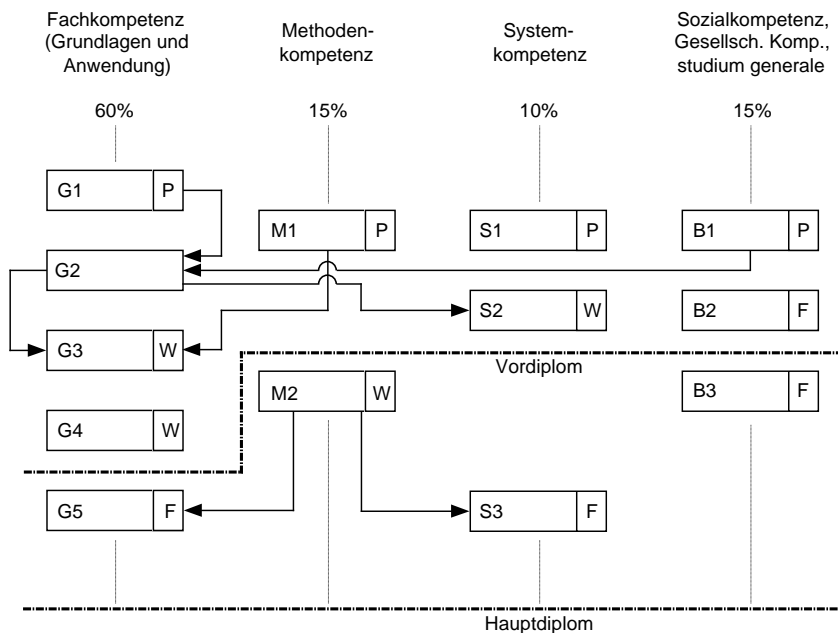 Fachkompetenz
(Grundlagen und
Anwendung)
60%
Methoden-
kompetenz
15%
System-
kompetenz
10%
Sozialkompetenz,
Gesellsch. Komp.,
studium generale
15%
G1 P
M1 P
S1 P
B1 P
G2
S2 W
B2 F
G3 W
Vordiplom
M2 W
B3 F
G4 W
G5 F
S3 F
Hauptdiplom